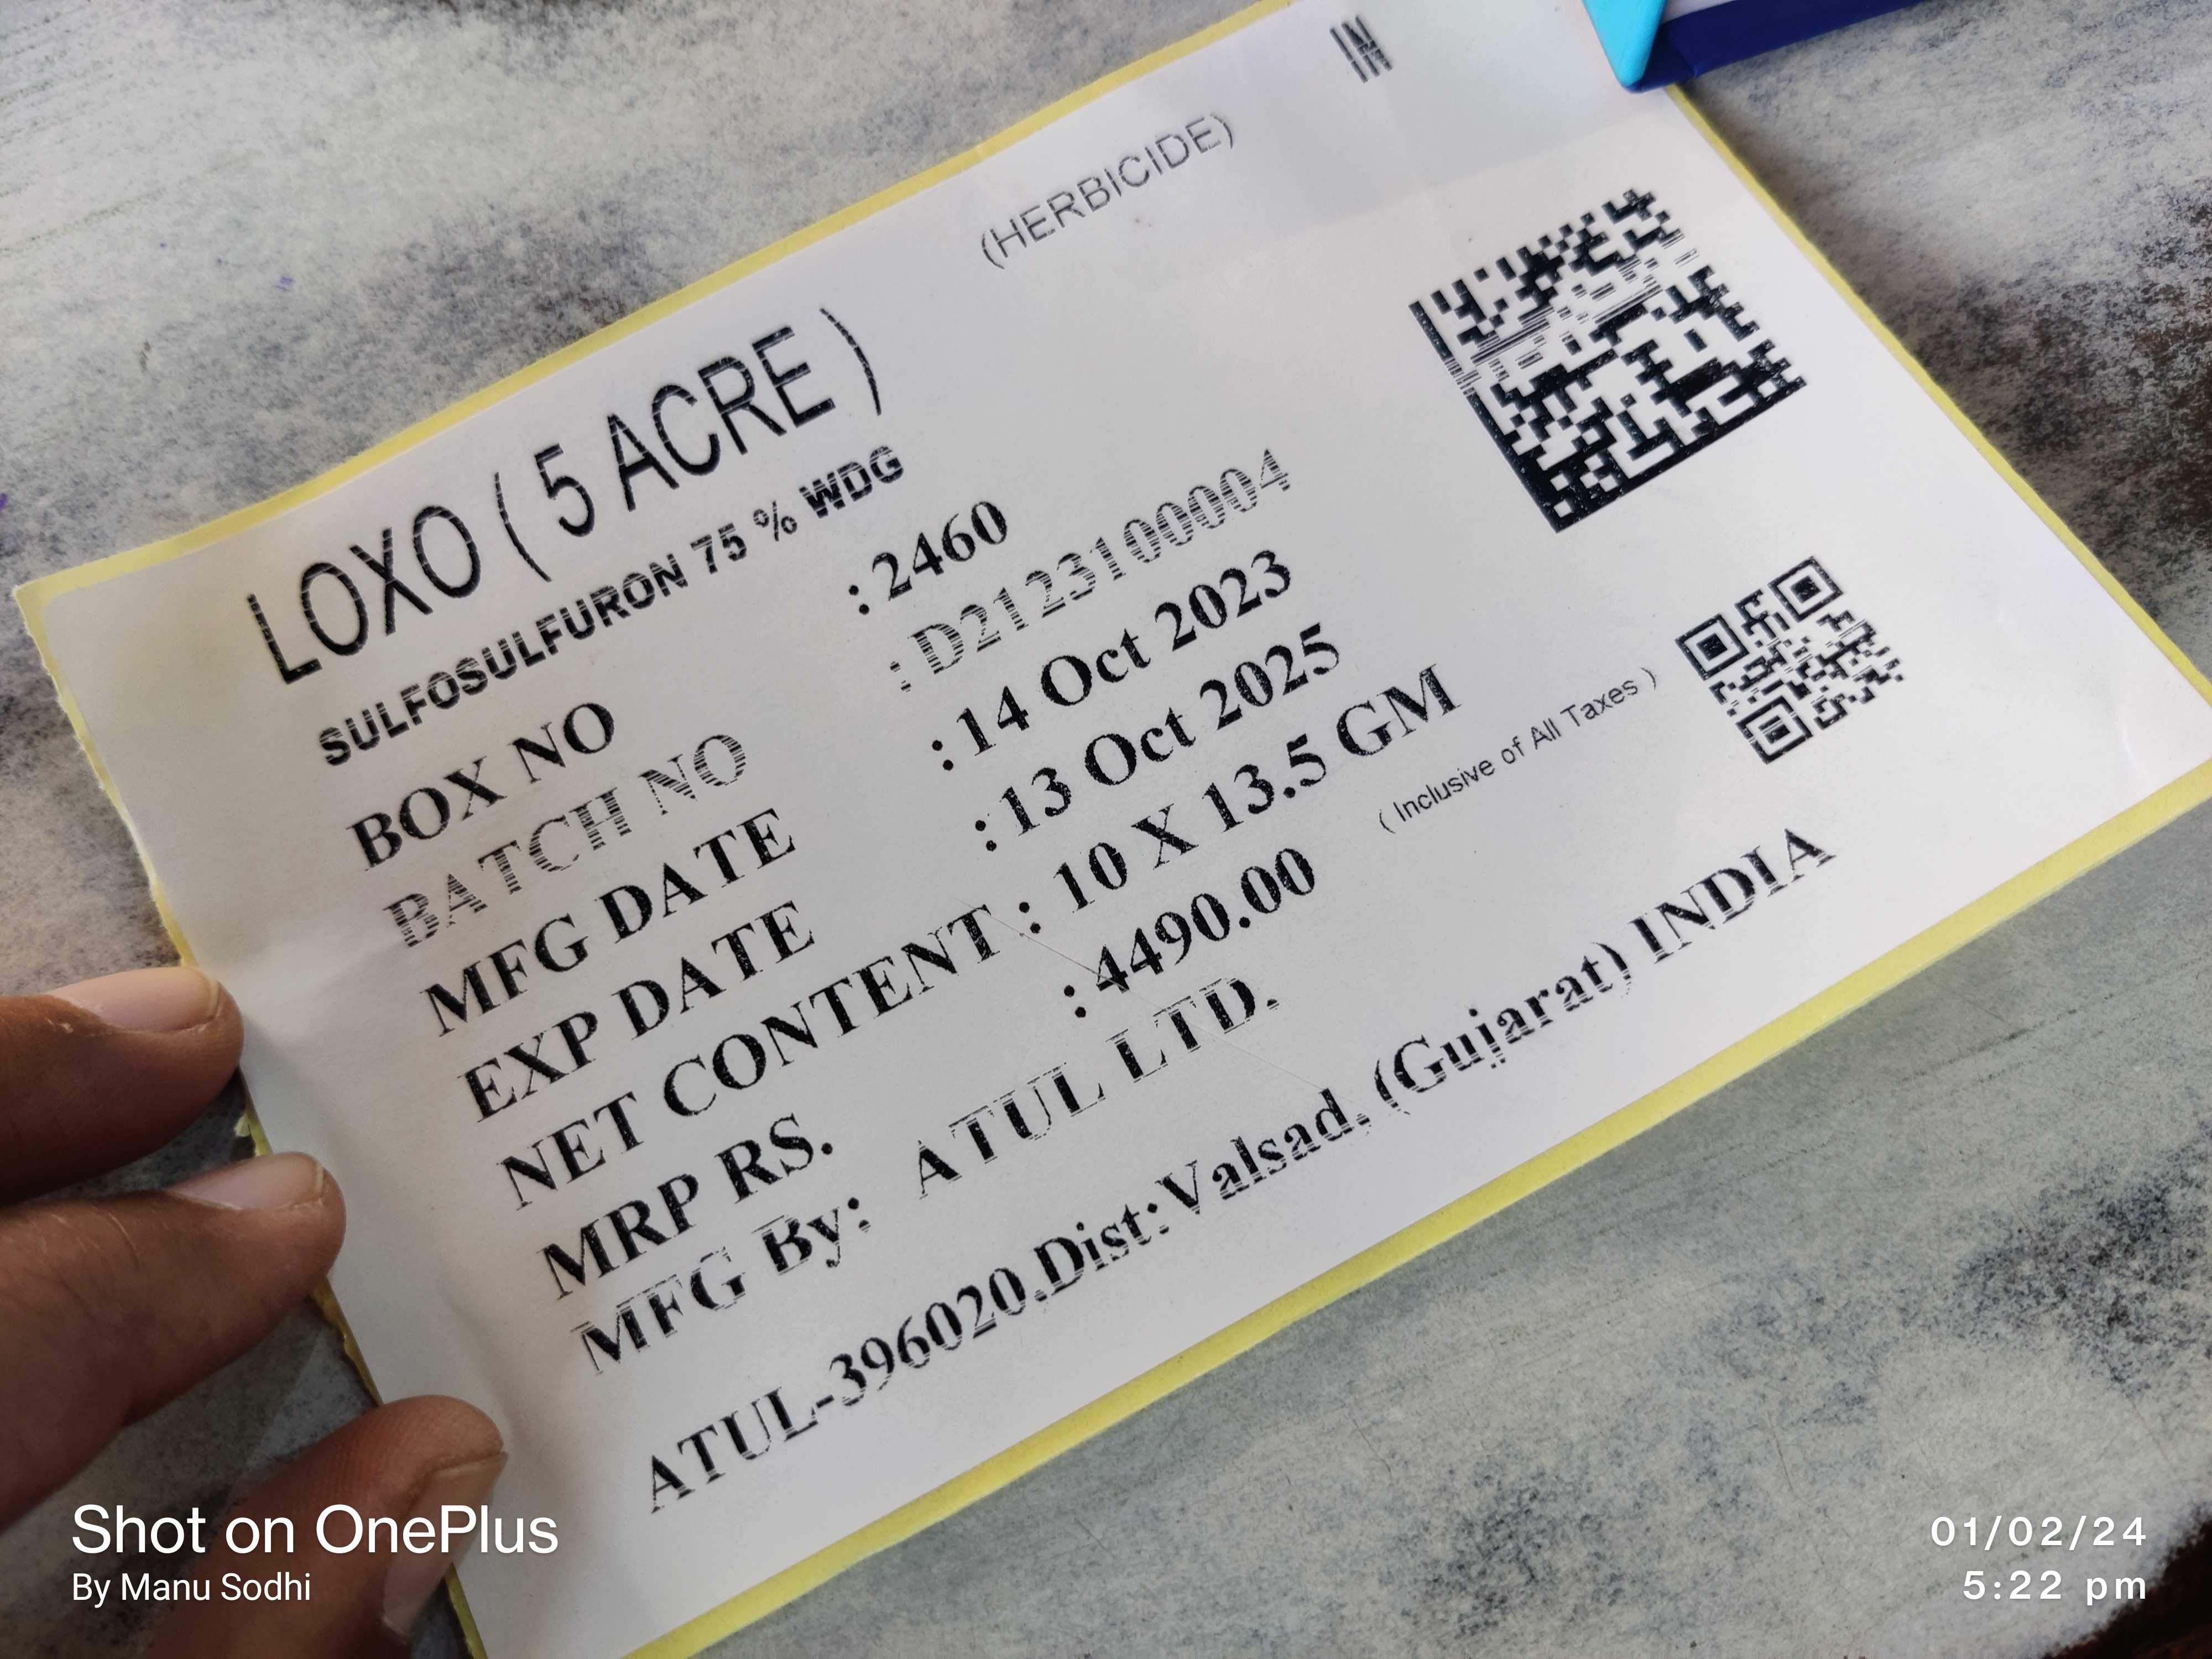 IN
(HERBICIDE)
LOXO ( 5 ACRE )
SULFOSULFURON 75 % WDG
BOX NO : 2460
BATCH NO : D212310004
MFG DATE : 14 Oct 2023
EXP DATE : 13 Oct 2025
NET CONTENT : 10 X 13.5 GM
MRP RS. : 4490.00 ( Inclusive of All Taxes )
MFG By: ATUL LTD.
ATUL-396020.Dist:Valsad, (Gujarat) INDIA
Shot on OnePlus
By Manu Sodhi
01/02/24
5:22 pm